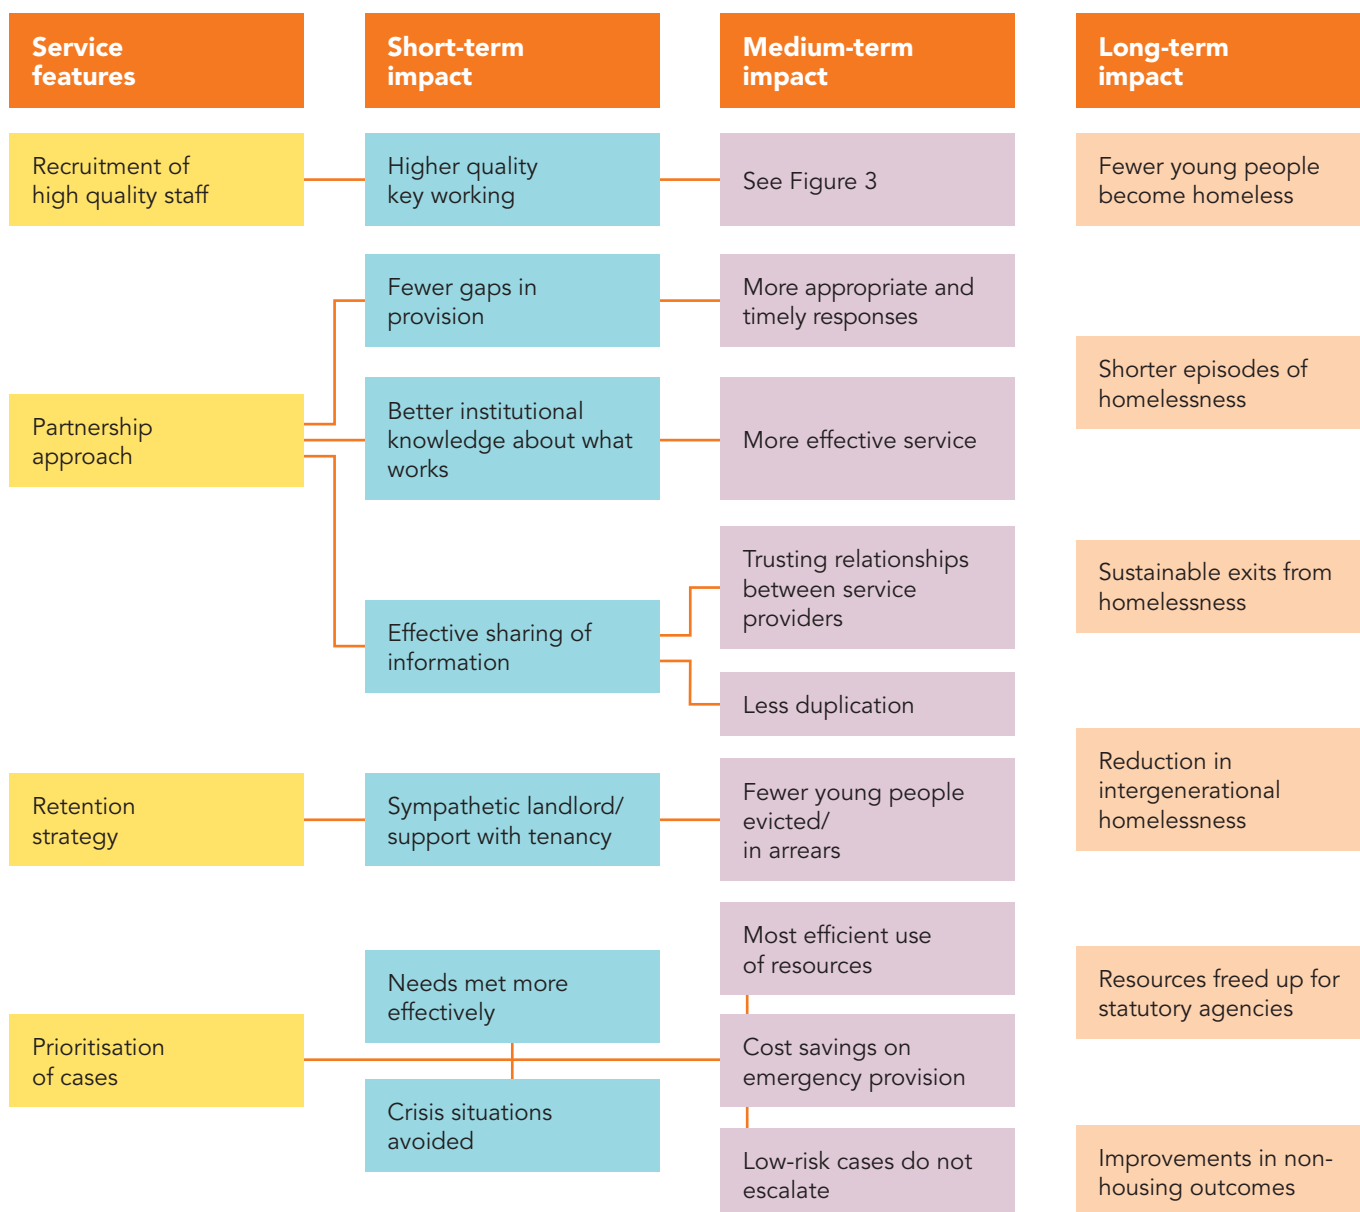 Service
features
Short-term
impact
Medium-term
impact
Long-term
impact
Recruitment of
high quality staff
Higher quality
key working
See Figure 3
Fewer young people
become homeless
Fewer gaps in
provision
More appropriate and
timely responses
Shorter episodes of
homelessness
Partnership
approach
Better institutional
knowledge about what
works
More effective service
Trusting relationships
between service
providers
Sustainable exits from
homelessness
Effective sharing of
information
Less duplication
Reduction in
intergenerational
homelessness
Retention
strategy
Sympathetic landlord/
support with tenancy
Fewer young people
evicted/
in arrears
Most efficient use
of resources
Needs met more
effectively
Resources freed up for
statutory agencies
Prioritisation
of cases
Cost savings on
emergency provision
Crisis situations
avoided
Low-risk cases do not
escalate
Improvements in non-
housing outcomes